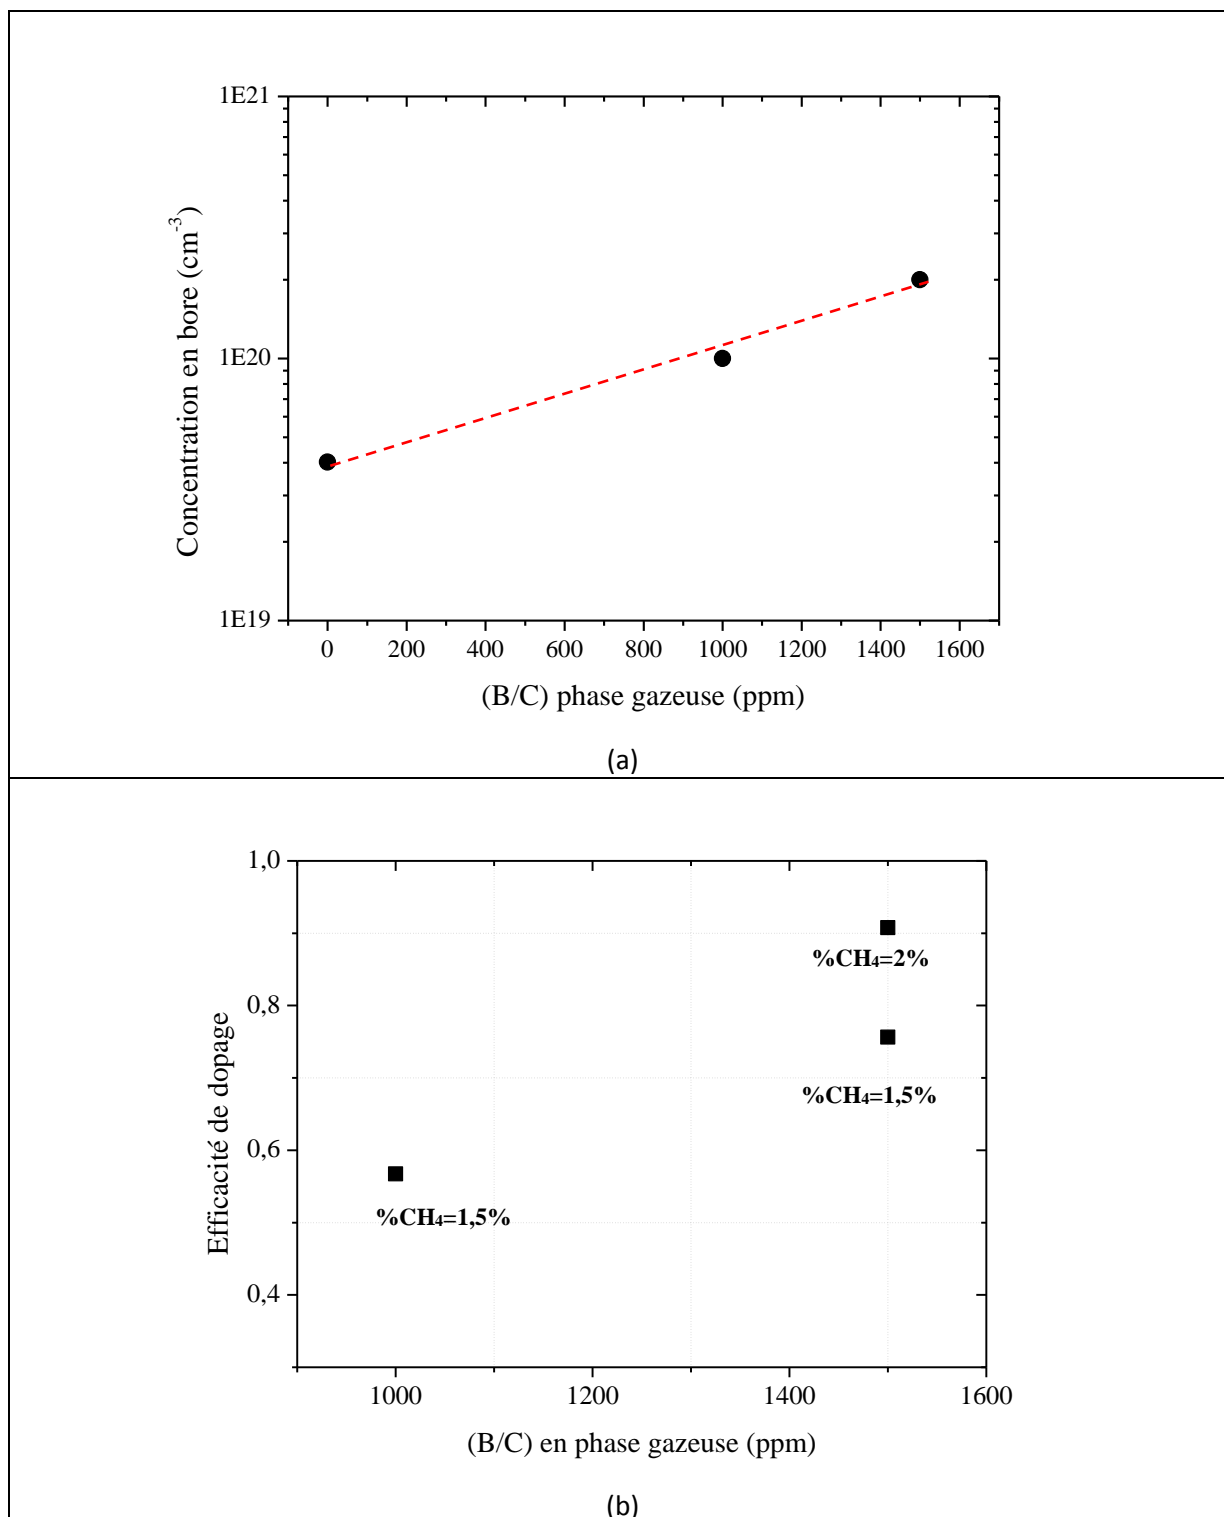 1E21
1E20
1E19
Concentration en bore (cm-3)
0 200 400 600 800 1000 1200 1400 1600
(B/C) phase gazeuse (ppm)
(a)
1,0
0,8
0,6
0,4
Efficacité de dopage
%CH4=2%
%CH4=1,5%
%CH4=1,5%
1000 1200 1400 1600
(B/C) en phase gazeuse (ppm)
(b)